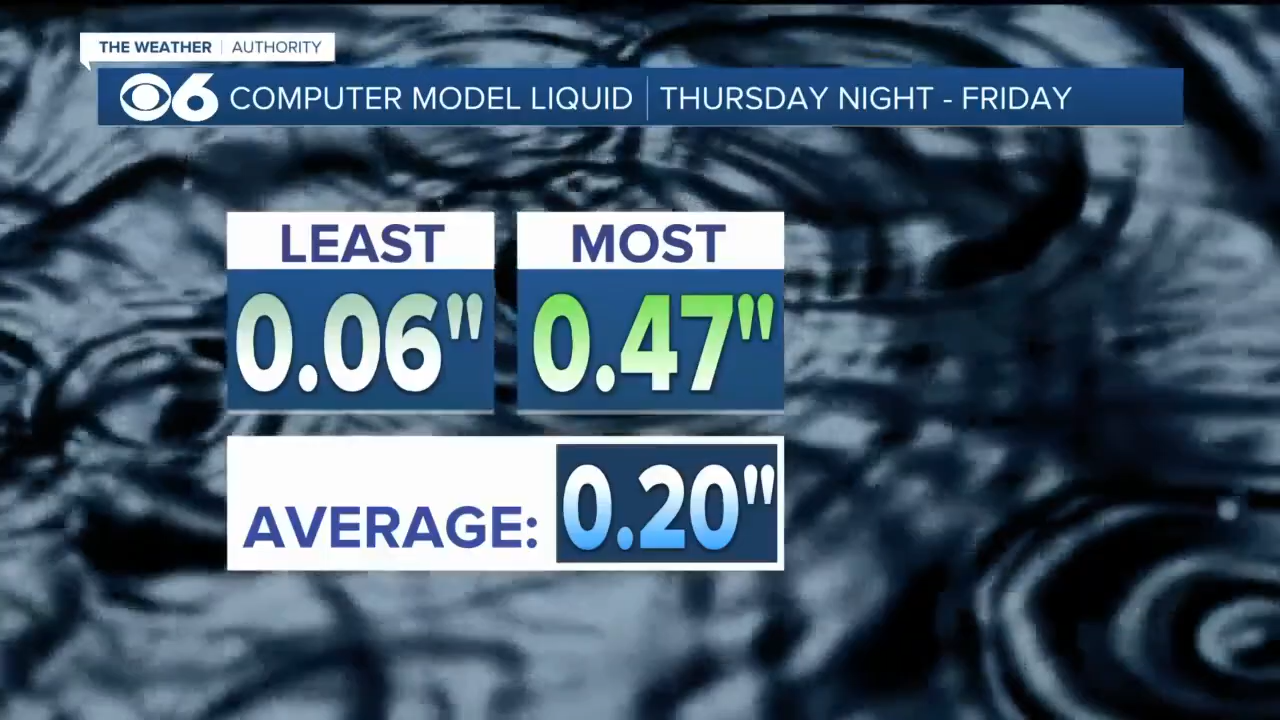 THE WEATHER | AUTHORITY
6 COMPUTER MODEL LIQUID | THURSDAY NIGHT - FRIDAY
LEAST MOST
0.06" 0.47"
AVERAGE: 0.20"